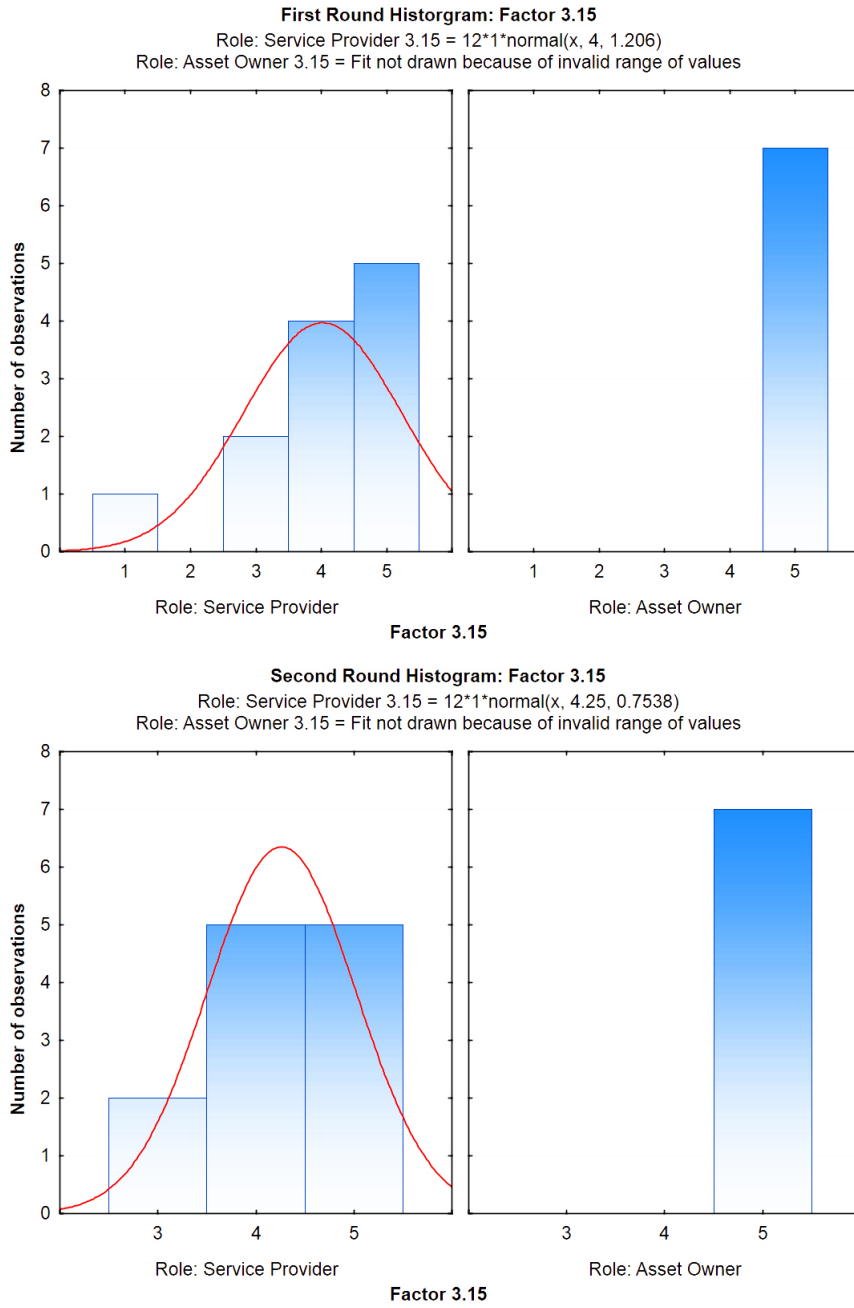 First Round Historgram: Factor 3.15
Role: Service Provider 3.15 = 12*1*normal(x, 4, 1.206)
Role: Asset Owner 3.15 = Fit not drawn because of invalid range of values
Number of observations
8
7
6
5
4
3
2
1
0
1 2 3 4 5
Role: Service Provider
1 2 3 4 5
Role: Asset Owner
Factor 3.15
Second Round Histogram: Factor 3.15
Role: Service Provider 3.15 = 12*1*normal(x, 4.25, 0.7538)
Role: Asset Owner 3.15 = Fit not drawn because of invalid range of values
Number of observations
8
7
6
5
4
3
2
1
0
3 4 5
Role: Service Provider
3 4 5
Role: Asset Owner
Factor 3.15